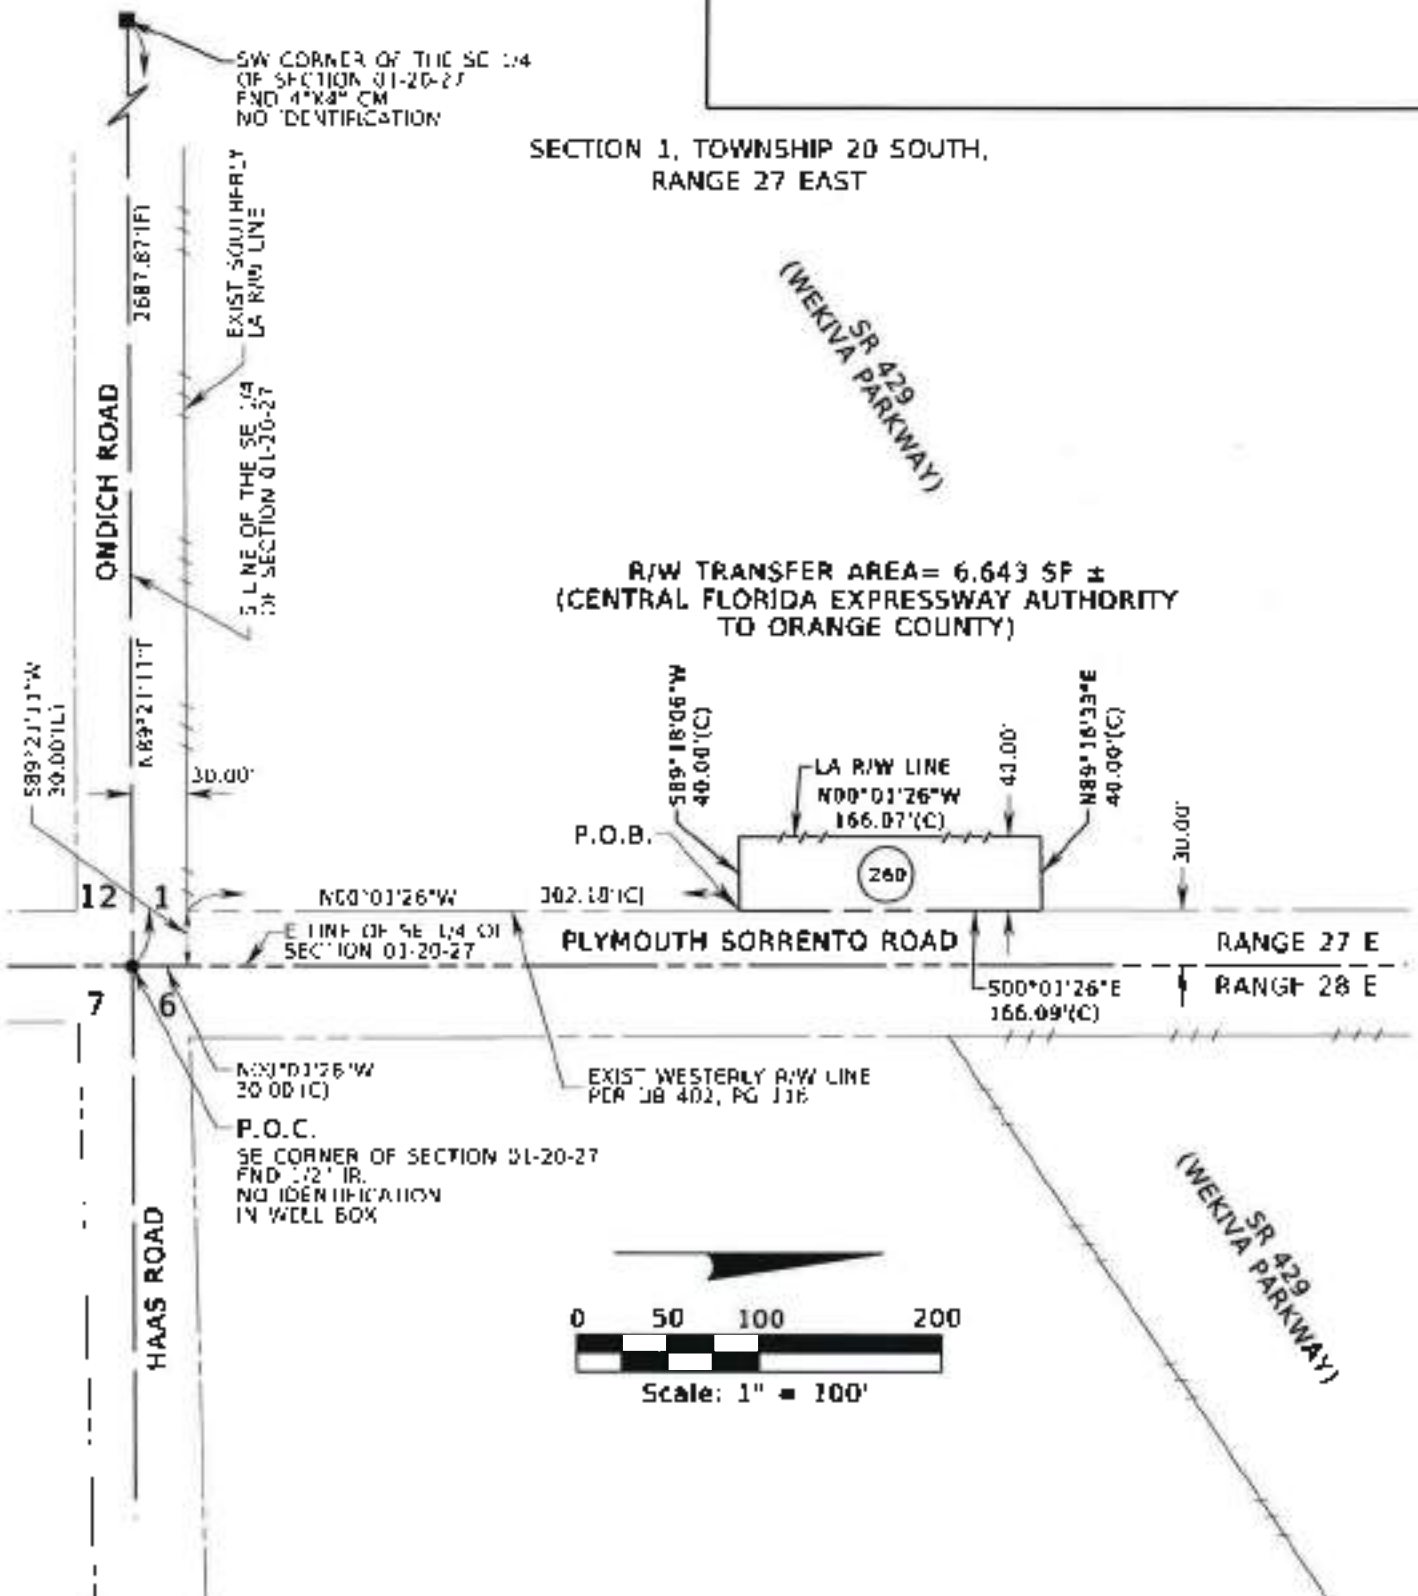 SW CORNER OF THE SE 1/4
OF SECTION 01-20-27
FND 4"X4" CM
NO IDENTIFICATION
SECTION 1, TOWNSHIP 20 SOUTH,
RANGE 27 EAST
EXIST SOUTHERLY
LA R/W LINE
2687.87'(F)
(WEKIVA PARKWAY)
SR 429
ONDICH ROAD
S LINE OF THE SE 1/4
OF SECTION 01-20-27
R/W TRANSFER AREA= 6,643 SF ±
(CENTRAL FLORIDA EXPRESSWAY AUTHORITY
TO ORANGE COUNTY)
S89°21'11"W
30.00'(L)
N89°21'11"E
30.00'
S89°18'06"W
40.00'(C)
LA R/W LINE
N00°01'26"W
166.07'(C)
40.00'
N89°16'33"E
40.00'(C)
P.O.B.
260
30.00'
12
1
N00°01'26"W
302.18'(C)
E LINE OF SE 1/4 OF
SECTION 01-20-27
PLYMOUTH SORRENTO ROAD
RANGE 27 E
RANGE 28 E
7
6
S00°01'26"E
166.09'(C)
N00°01'26"W
30.00'(C)
EXIST WESTERLY R/W LINE
PER DB 402, PG 116
P.O.C.
SE CORNER OF SECTION 01-20-27
FND 1/2" IR.
NO IDENTIFICATION
IN WELL BOX
HAAS ROAD
(WEKIVA PARKWAY)
SR 429
0 50 100 200
Scale: 1" = 100'